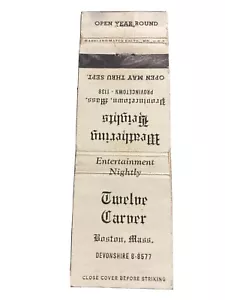 OPEN YEAR ROUND
OPEN MAY THRU SEPT.
PROVINCETOWN - 1130
Provincetown, Mass.
Heights
Weathering
Entertainment
Nightly
Twelve
Carver
Boston, Mass.
DEVONSHIRE 8-8577
CLOSE COVER BEFORE STRIKING